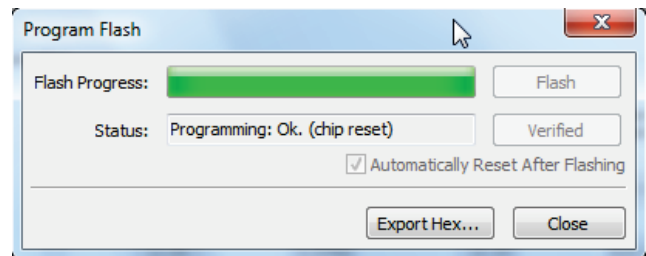 Program Flash
Flash Progress: Flash
Status: Programming: Ok. (chip reset) Verified
Automatically Reset After Flashing
Export Hex... Close